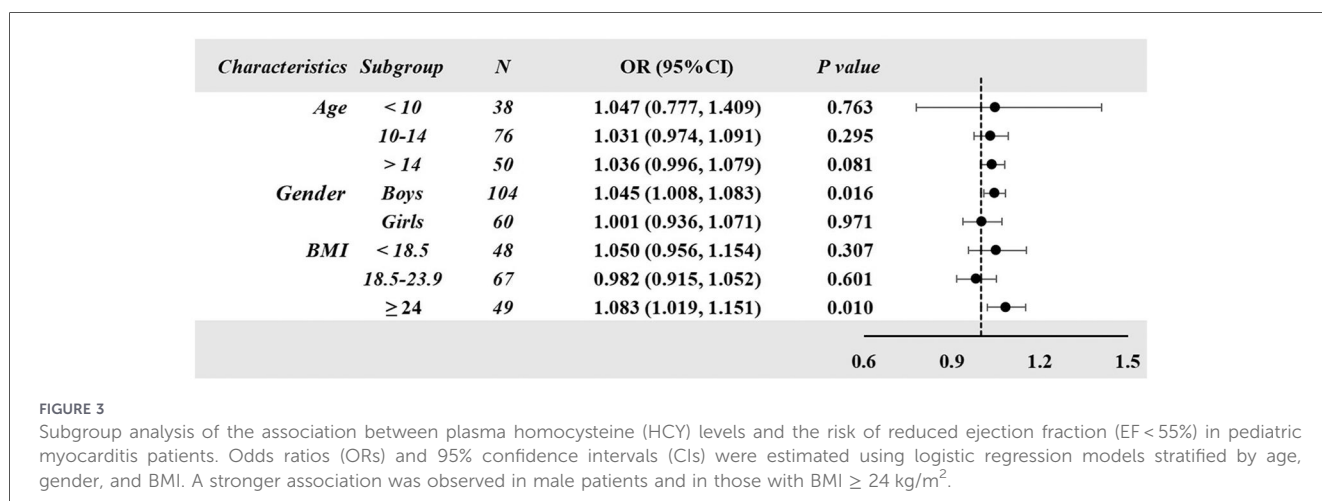 Characteristics Subgroup N OR (95%CI) P value
Age < 10 38 1.047 (0.777, 1.409) 0.763
10-14 76 1.031 (0.974, 1.091) 0.295
> 14 50 1.036 (0.996, 1.079) 0.081
Gender Boys 104 1.045 (1.008, 1.083) 0.016
Girls 60 1.001 (0.936, 1.071) 0.971
BMI < 18.5 48 1.050 (0.956, 1.154) 0.307
18.5-23.9 67 0.982 (0.915, 1.052) 0.601
≥ 24 49 1.083 (1.019, 1.151) 0.010
0.6 0.9 1.2 1.5
FIGURE 3
Subgroup analysis of the association between plasma homocysteine (HCY) levels and the risk of reduced ejection fraction (EF < 55%) in pediatric
myocarditis patients. Odds ratios (ORs) and 95% confidence intervals (CIs) were estimated using logistic regression models stratified by age,
gender, and BMI. A stronger association was observed in male patients and in those with BMI ≥ 24 kg/m².